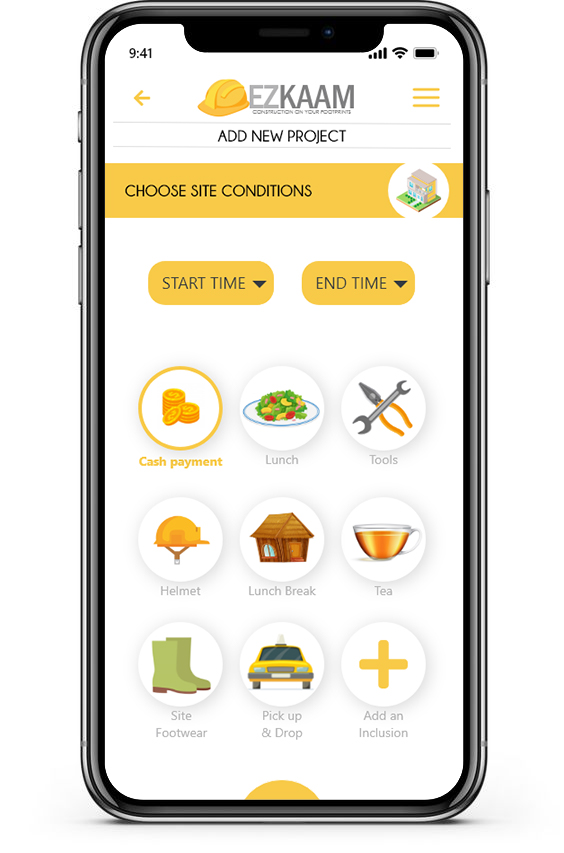 9:41
EZKAAM
CONSTRUCTION ON YOUR FOOTPRINTS
ADD NEW PROJECT
CHOOSE SITE CONDITIONS
START TIME
END TIME
Cash payment
Lunch
Tools
Helmet
Lunch Break
Tea
Site
Footwear
Pick up
& Drop
Add an
Inclusion